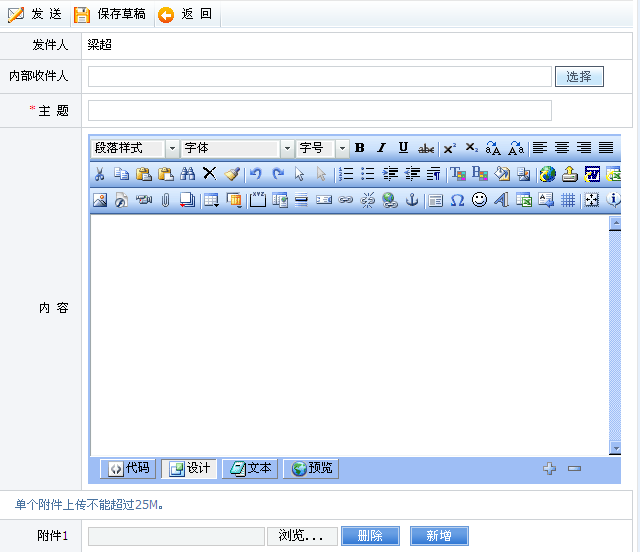 发 送 保存草稿 返 回
发件人 梁超
内部收件人 选择
*主 题
段落样式 字体 字号 B I U abc x² x₂ A A
T B W
XYZ
Ω A
内 容
代码 设计 文本 预览
单个附件上传不能超过25M。
附件1 浏览... 删除 新增